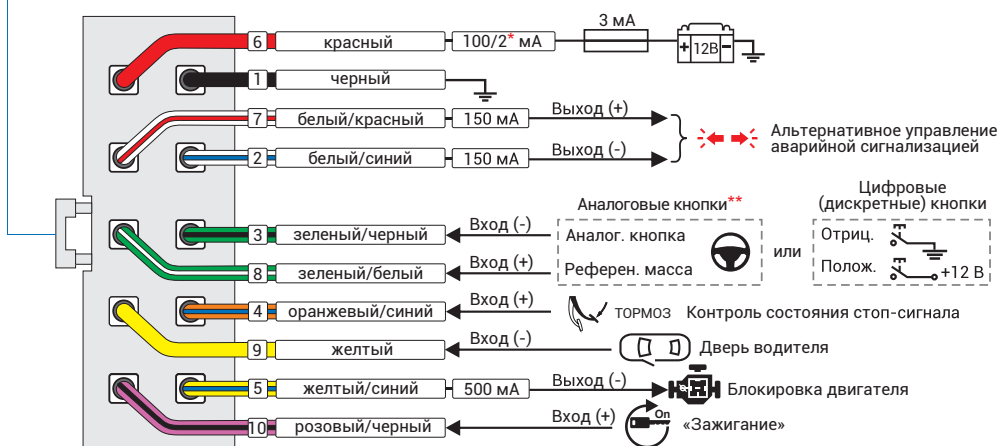 3 мА
6 красный 100/2* мА + 12В −
1 черный
7 белый/красный 150 мА Выход (+)
2 белый/синий 150 мА Выход (-)
Альтернативное управление
аварийной сигнализацией
Аналоговые кнопки**
Цифровые
(дискретные) кнопки
3 зеленый/черный Вход (-) Аналог. кнопка
или
Отриц.
8 зеленый/белый Вход (+) Референ. масса
Полож. +12 В
4 оранжевый/синий Вход (+) ТОРМОЗ Контроль состояния стоп-сигнала
9 желтый Вход (-) Дверь водителя
5 желтый/синий 500 мА Выход (-) Блокировка двигателя
10 розовый/черный Вход (+) On «Зажигание»